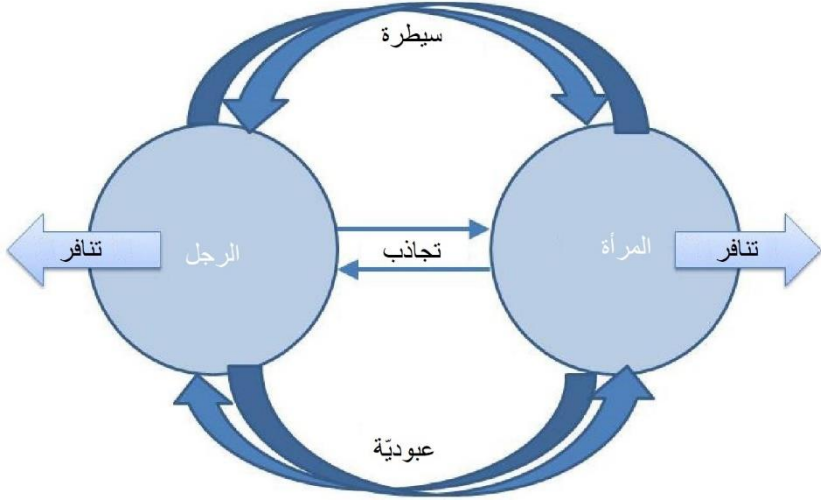 سيطرة
المرأة
تنافر
تجاذب
الرجل
تنافر
عبوديّة